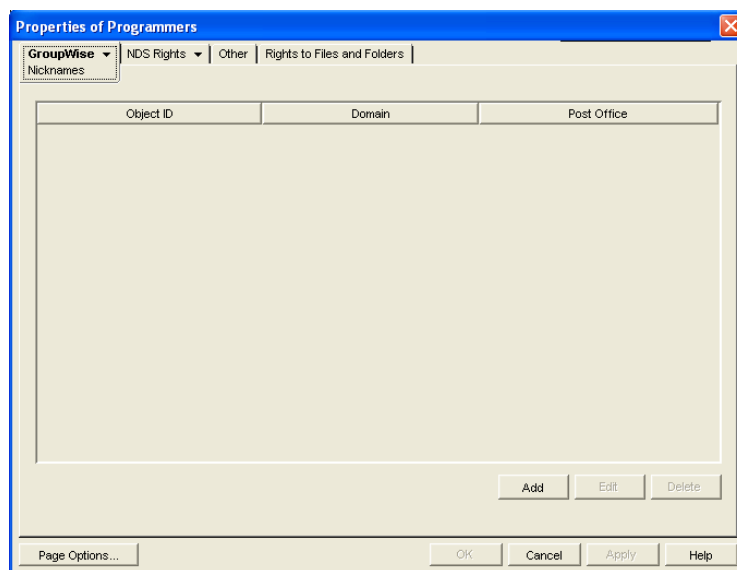 Properties of Programmers
GroupWise NDS Rights Other Rights to Files and Folders
Nicknames
Object ID Domain Post Office
Add Edit Delete
Page Options... OK Cancel Apply Help